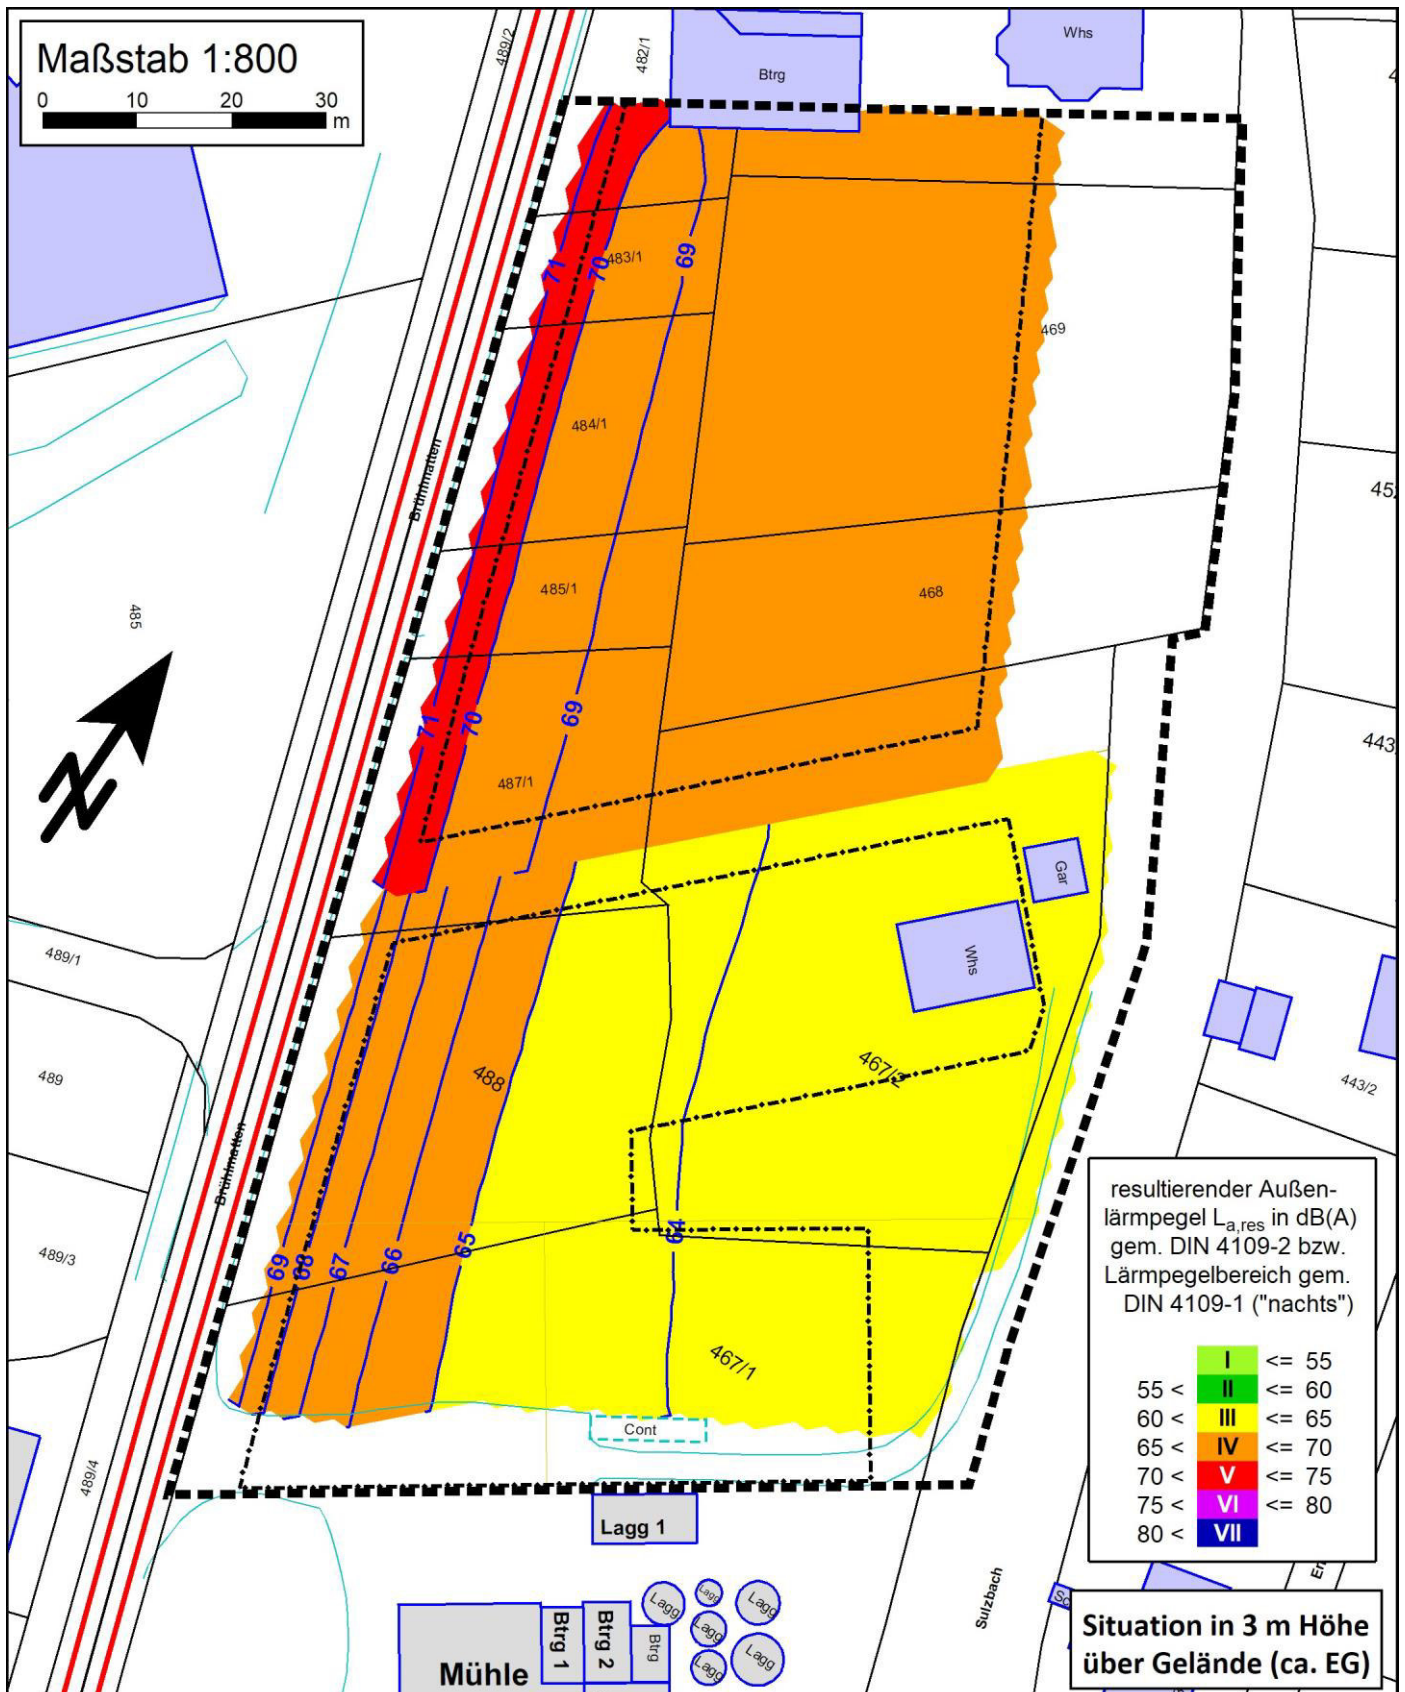 Maßstab 1:800
0 10 20 30
m
489/2
482/1
Btrg
Whs
71
70
483/1
69
469
484/1
Brühlmatten
45
485/1
468
485
71
70
69
443
487/1
Gar
Whs
489/1
488
467/2
489
443/2
Brühlmatten
489/3
69
68
67
66
65
64
467/1
Cont
489/4
Lagg 1
Sulzbach
Lagg
Lagg
Lagg
Lagg
Lagg
Lagg
Btrg 1
Btrg 2
Btrg
Mühle
resultierender Außen-
lärmpegel La,res in dB(A)
gem. DIN 4109-2 bzw.
Lärmpegelbereich gem.
DIN 4109-1 ("nachts")
I <= 55
55 < II <= 60
60 < III <= 65
65 < IV <= 70
70 < V <= 75
75 < VI <= 80
80 < VII
Situation in 3 m Höhe
über Gelände (ca. EG)